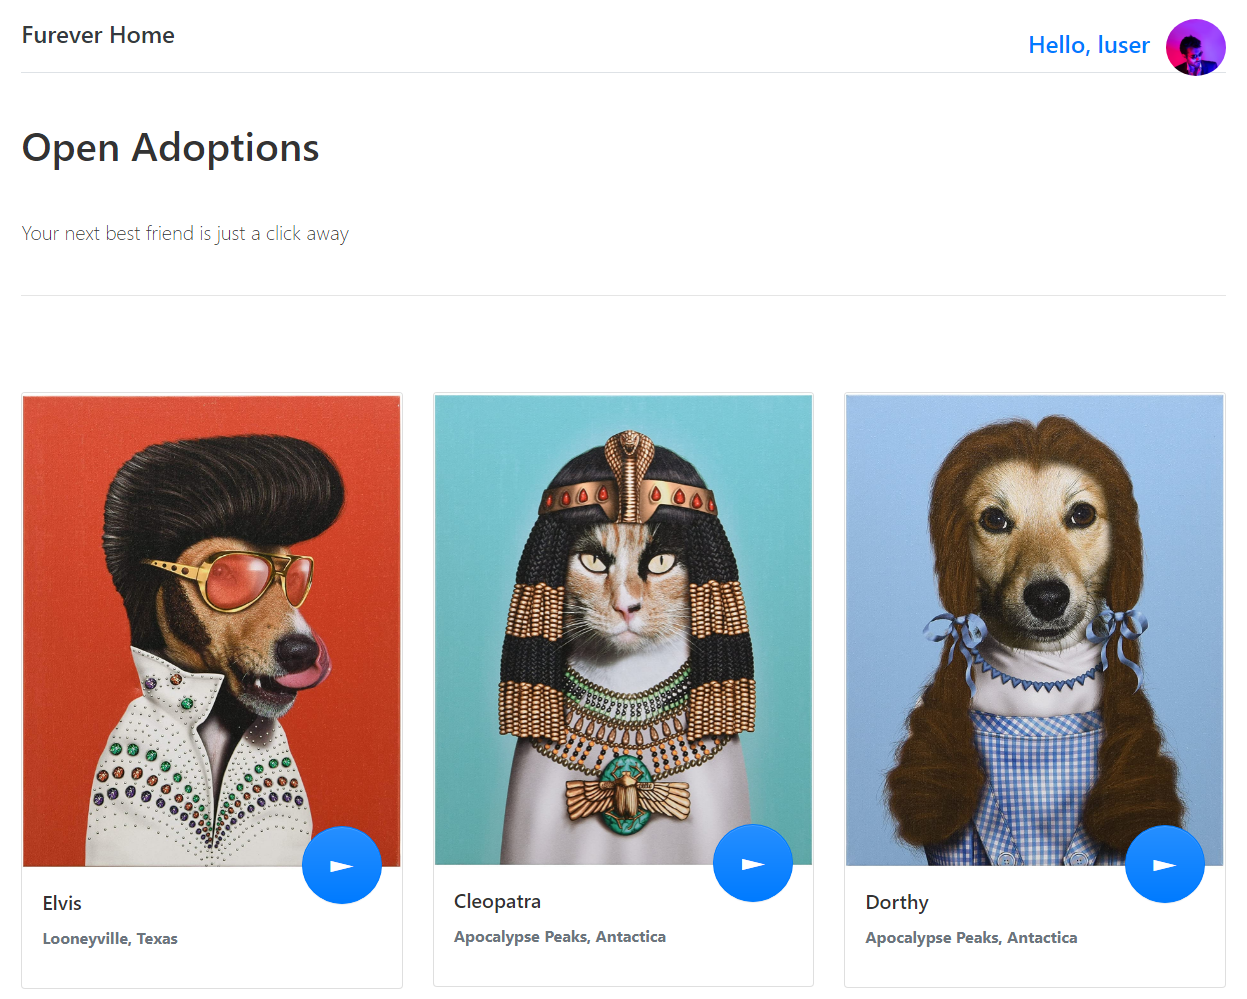 Furever Home
Hello, luser
Open Adoptions
Your next best friend is just a click away
Elvis
Looneyville, Texas
Cleopatra
Apocalypse Peaks, Antactica
Dorthy
Apocalypse Peaks, Antactica